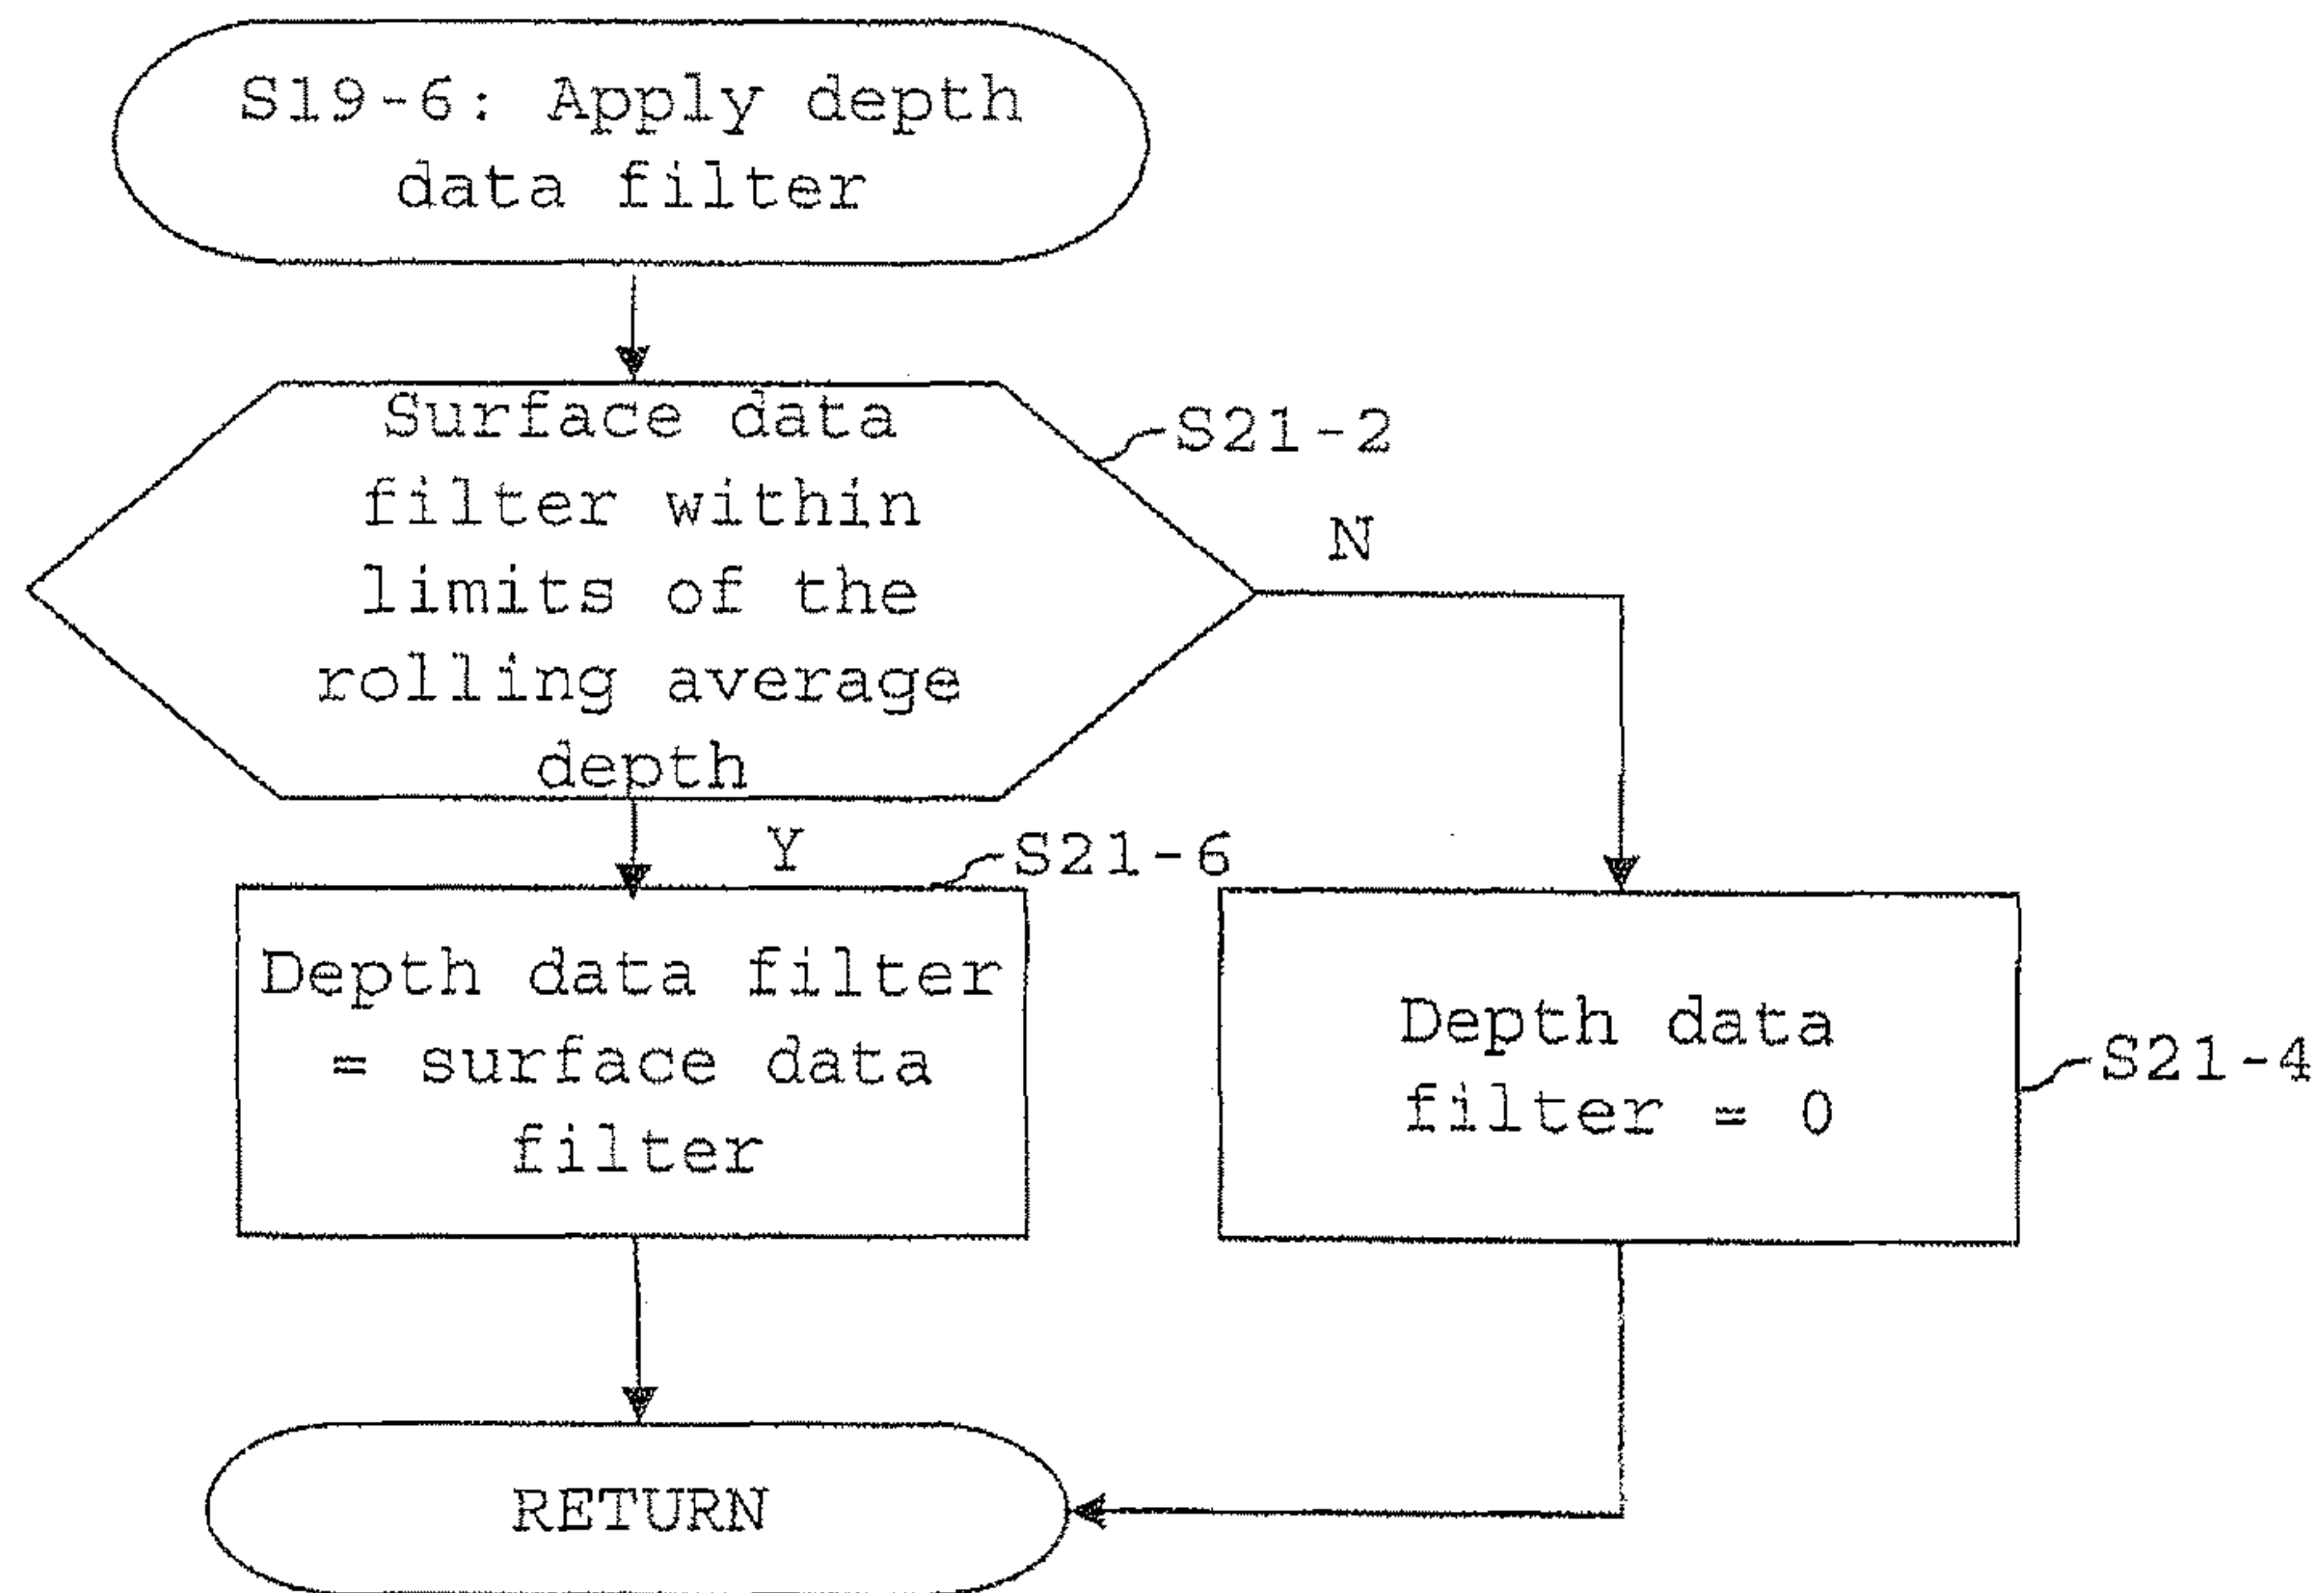 S19-6: Apply depth
data filter
Surface data
filter within
limits of the
rolling average
depth
S21-2
N
Y
S21-6
Depth data filter
= surface data
filter
Depth data
filter = 0
S21-4
RETURN